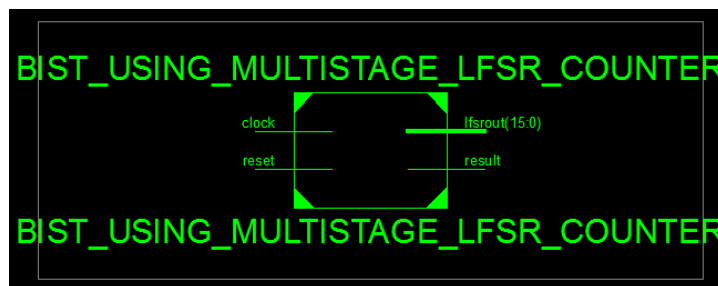 BIST_USING_MULTISTAGE_LFSR_COUNTER
clock
lfsrout(15:0)
reset
result
BIST_USING_MULTISTAGE_LFSR_COUNTER